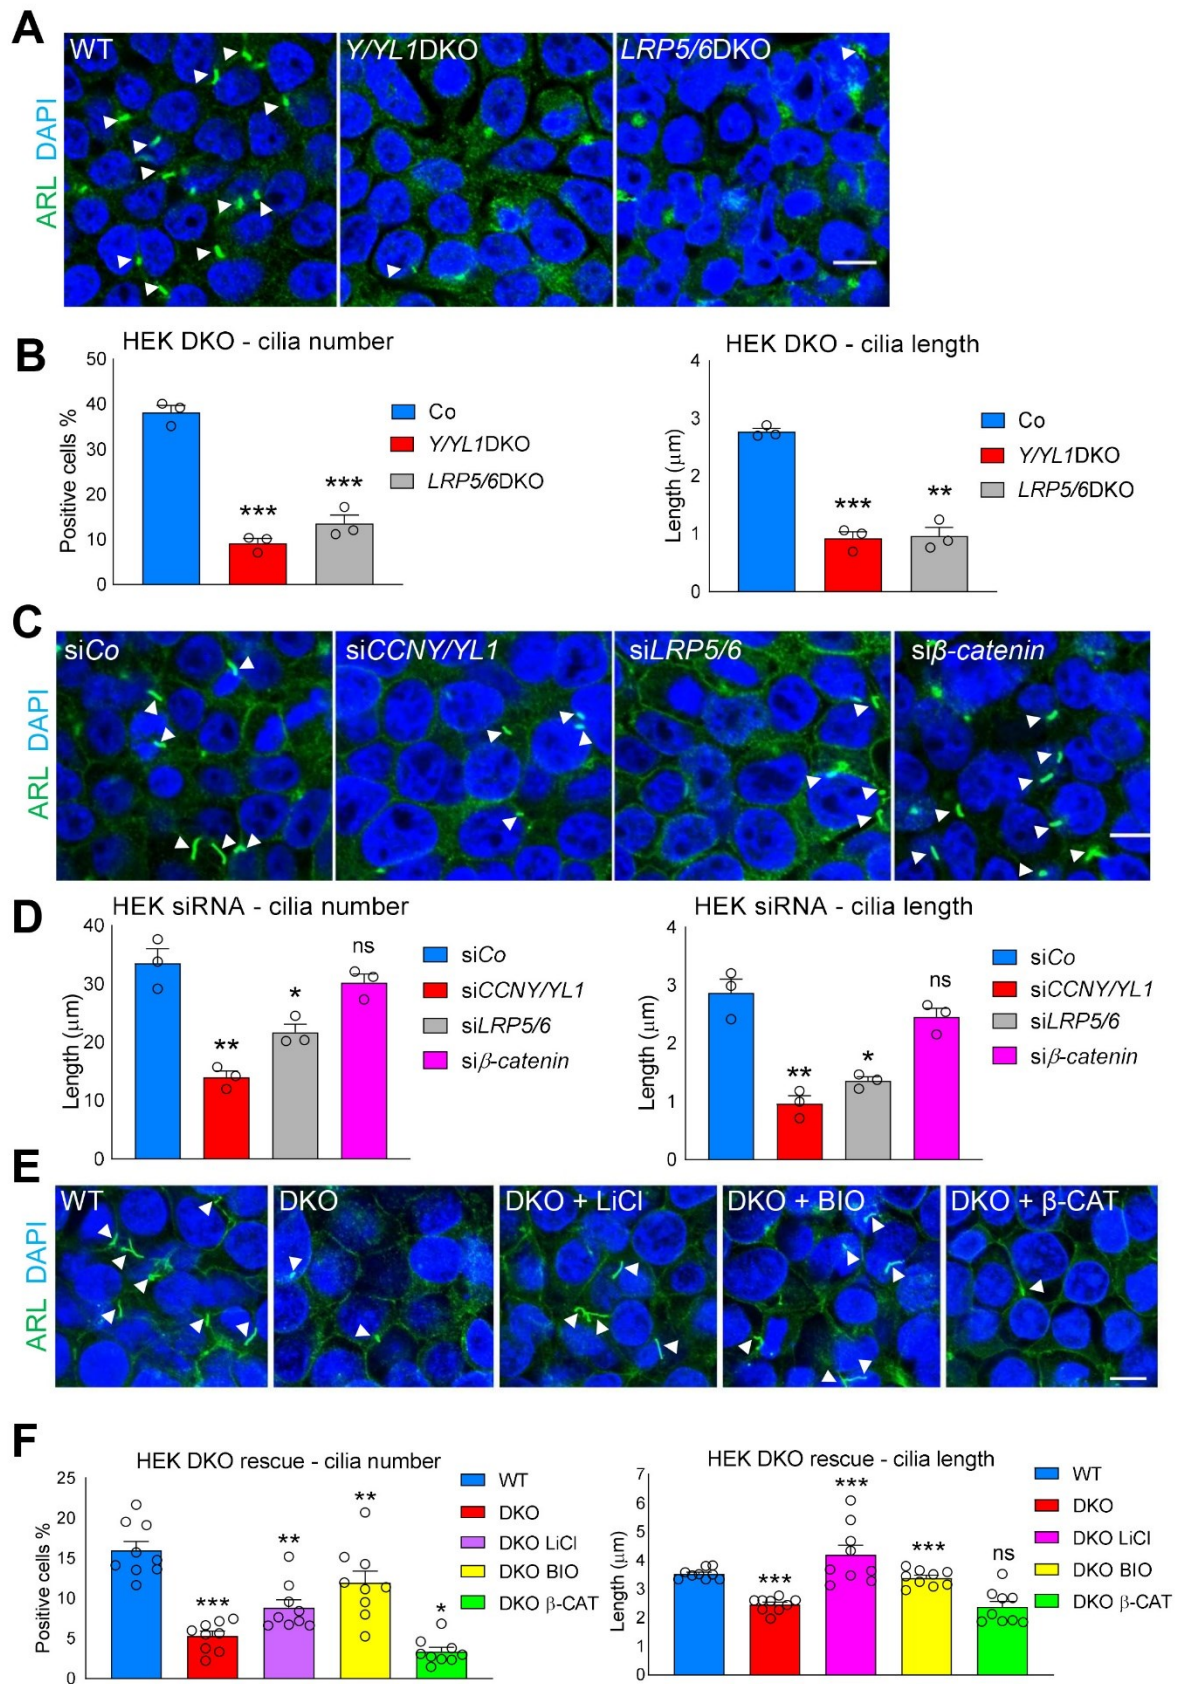 A
WT
Y/YL1DKO
LRP5/6DKO
ARL DAPI
B
HEK DKO - cilia number
Positive cells %
50
40
30
20
10
0
***
***
Co
Y/YL1DKO
LRP5/6DKO
HEK DKO - cilia length
Length (μm)
4
3
2
1
0
***
**
Co
Y/YL1DKO
LRP5/6DKO
C
siCo
siCCNY/YL1
siLRP5/6
siβ-catenin
ARL DAPI
D
HEK siRNA - cilia number
Length (μm)
40
30
20
10
0
**
*
ns
siCo
siCCNY/YL1
siLRP5/6
siβ-catenin
HEK siRNA - cilia length
Length (μm)
4
3
2
1
0
**
*
ns
siCo
siCCNY/YL1
siLRP5/6
siβ-catenin
E
WT
DKO
DKO + LiCl
DKO + BIO
DKO + β-CAT
ARL DAPI
F
HEK DKO rescue - cilia number
Positive cells %
25
20
15
10
5
0
***
**
**
*
WT
DKO
DKO LiCl
DKO BIO
DKO β-CAT
HEK DKO rescue - cilia length
Length (μm)
7
6
5
4
3
2
1
0
***
***
***
ns
WT
DKO
DKO LiCl
DKO BIO
DKO β-CAT